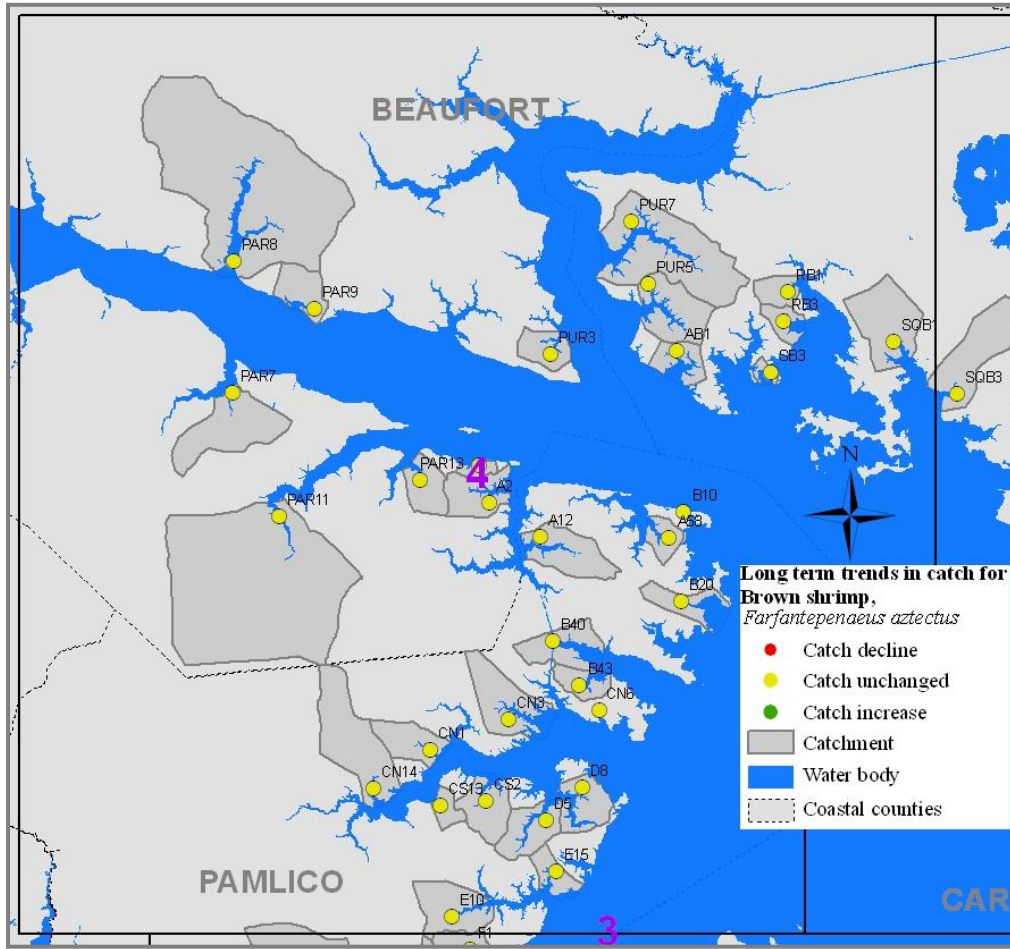 BEAUFORT
PUR7
PAR8
PUR5
RB1
PAR9
RB3
SQB1
PUR3
AB1
SB3
PAR7
SQB3
PAR13
4
A2
N
B10
PAR11
A12
A58
Long term trends in catch for
Brown shrimp,
Farfantepenaeus aztectus
Catch decline
Catch unchanged
Catch increase
Catchment
Water body
Coastal counties
B20
B40
B43
CN6
CN3
CN1
CN14
CS13
CS2
D8
D5
E15
PAMLICO
E10
CAR
3
F1